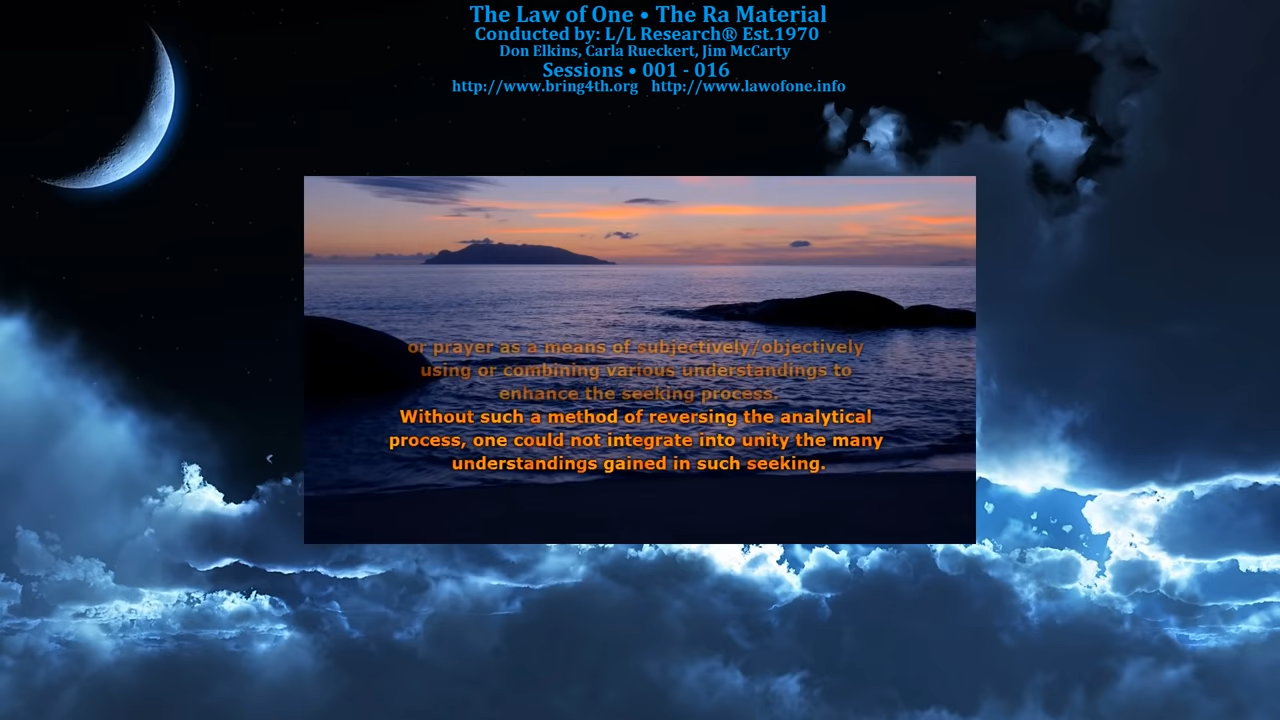 The Law of One • The Ra Material
Conducted by: L/L Research® Est.1970
Don Elkins, Carla Rueckert, Jim McCarty
Sessions • 001 - 016
http://www.bring4th.org http://www.lawofone.info
or prayer as a means of subjectively/objectively
using or combining various understandings to
enhance the seeking process.
Without such a method of reversing the analytical
process, one could not integrate into unity the many
understandings gained in such seeking.